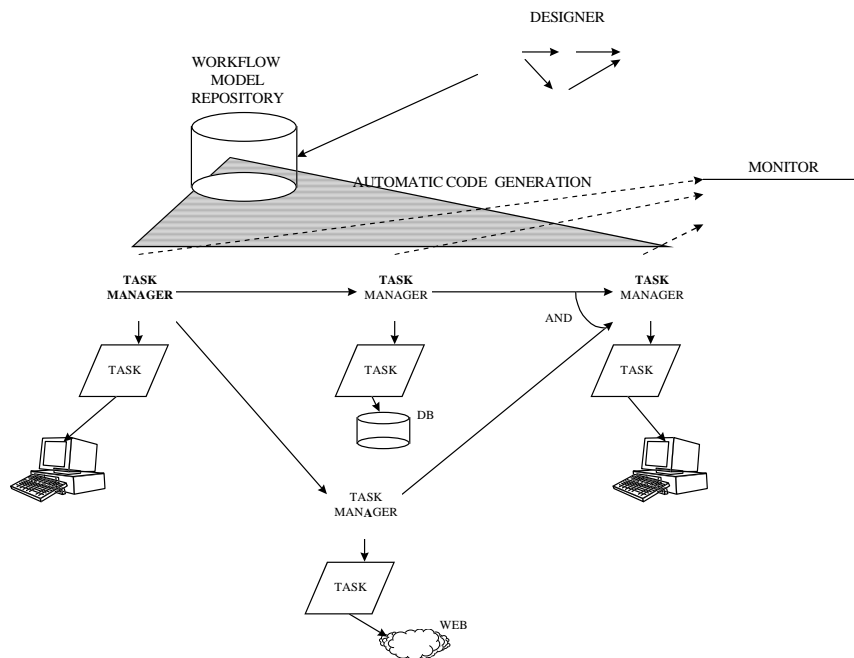 DESIGNER
WORKFLOW
MODEL
REPOSITORY
AUTOMATIC CODE GENERATION
MONITOR
TASK
MANAGER
TASK
MANAGER
TASK
MANAGER
AND
TASK
TASK
TASK
DB
TASK
MANAGER
TASK
WEB